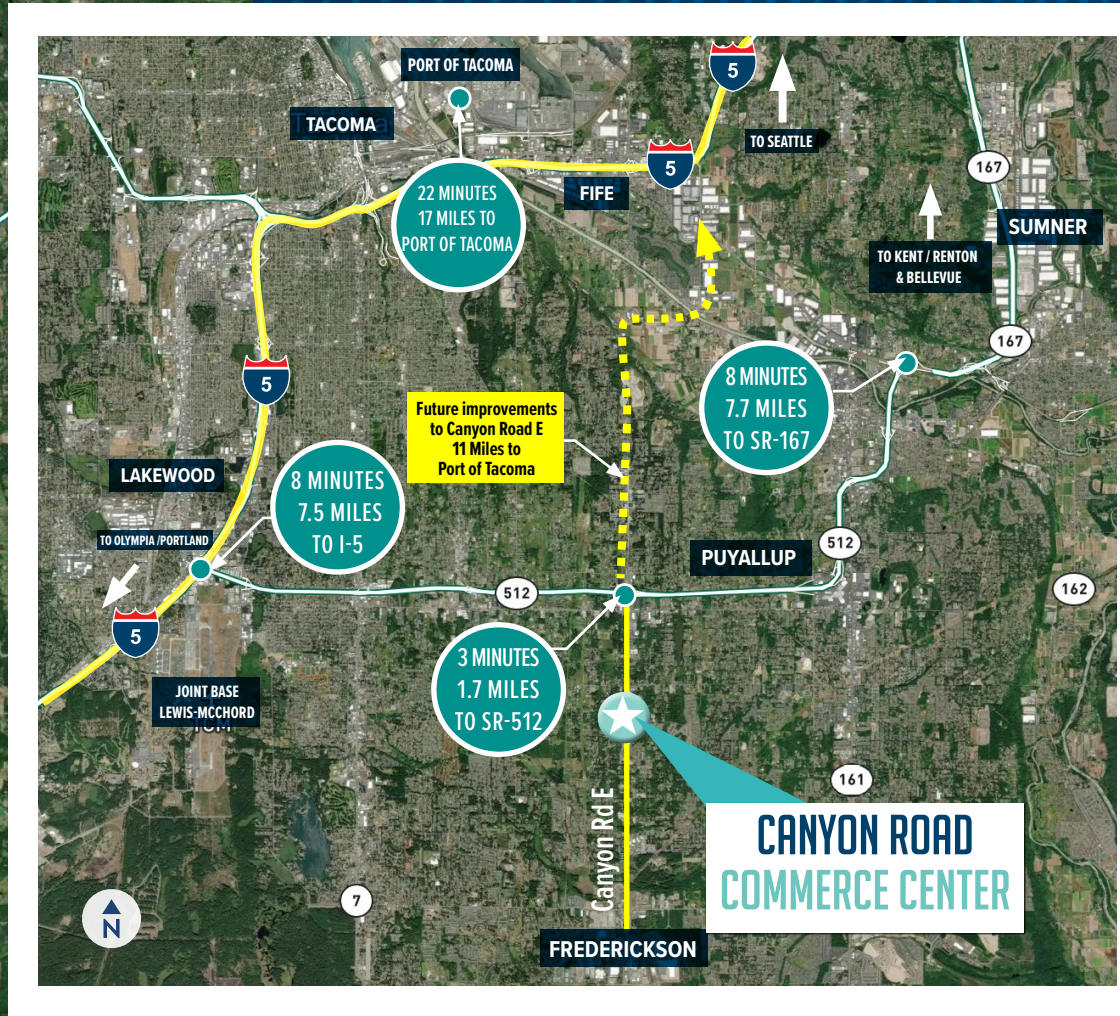 PORT OF TACOMA
5
TACOMA
TO SEATTLE
5
167
22 MINUTES
17 MILES TO
PORT OF TACOMA
FIFE
SUMNER
TO KENT / RENTON
& BELLEVUE
167
5
8 MINUTES
7.7 MILES
TO SR-167
Future improvements
to Canyon Road E
11 Miles to
Port of Tacoma
LAKEWOOD
8 MINUTES
7.5 MILES
TO I-5
TO OLYMPIA /PORTLAND
512
PUYALLUP
512
162
5
3 MINUTES
1.7 MILES
TO SR-512
JOINT BASE
LEWIS-MCCHORD
161
Canyon Rd E
CANYON ROAD
COMMERCE CENTER
7
N
FREDERICKSON